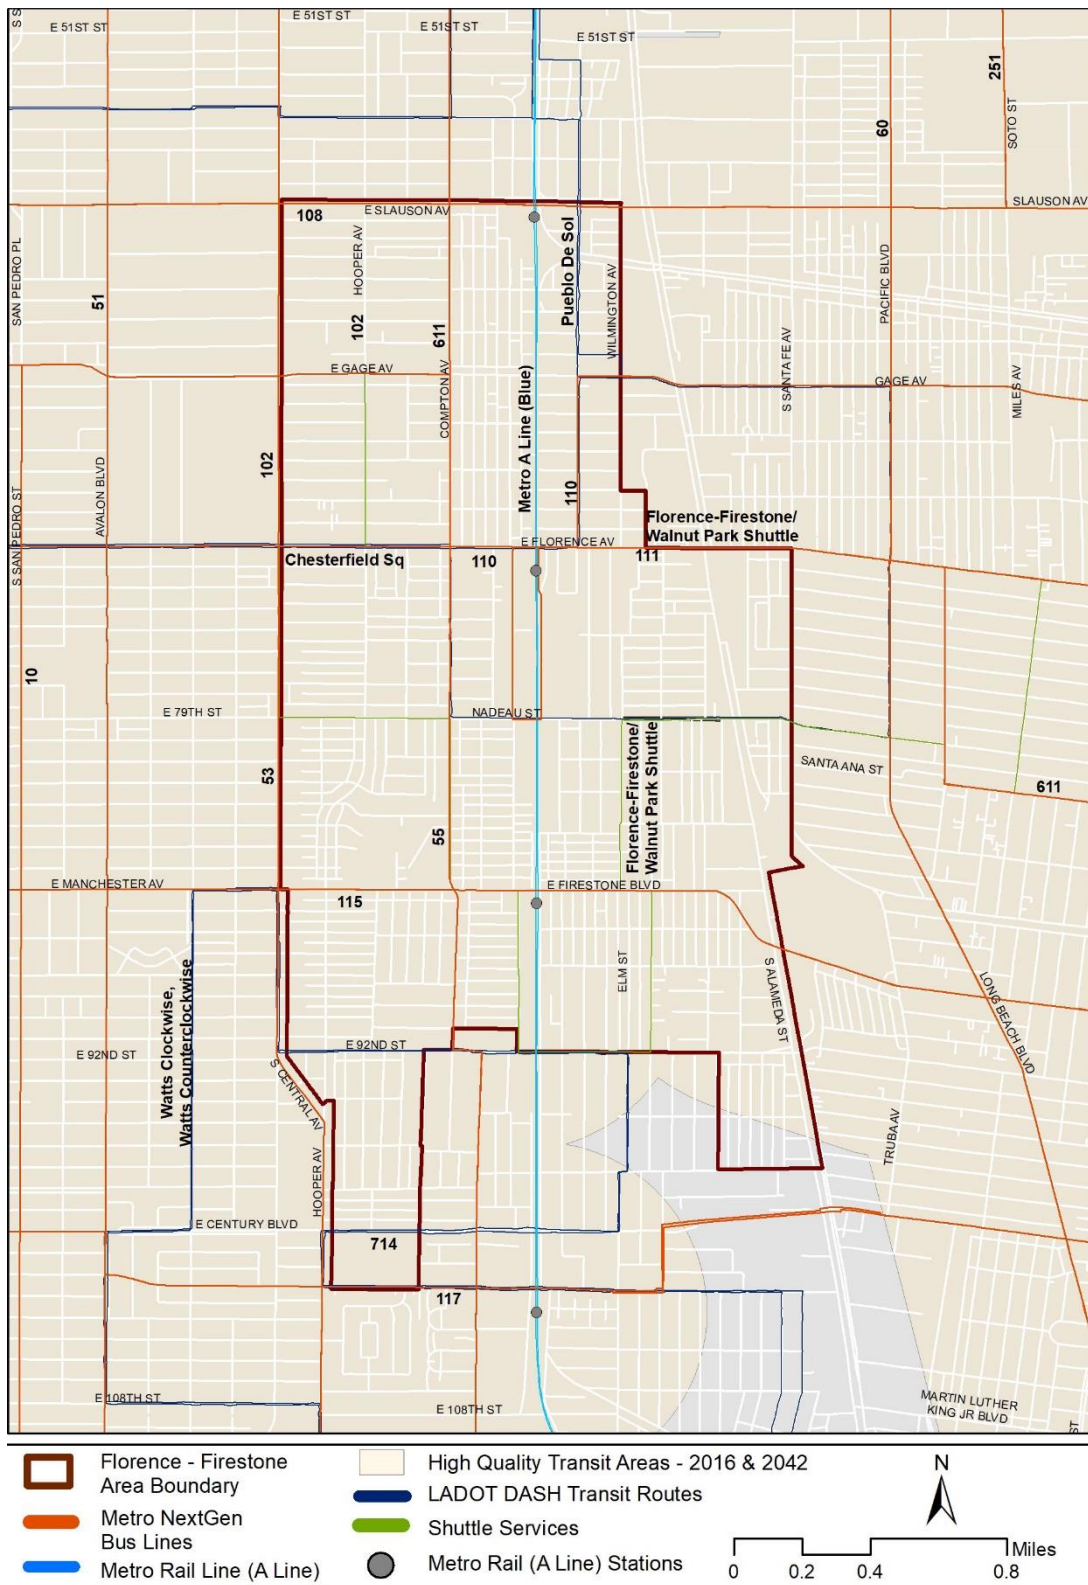 S S
E 51ST ST
E 51ST ST
E 51ST ST
E 51ST ST
251
SOTO ST
60
SLAUSON AV
E SLAUSON AV
108
SAN PEDRO PL
51
HOOPER AV
102
611
Pueblo De Sol
WILMINGTON AV
PACIFIC BLVD
E GAGE AV
COMPTON AV
Metro A Line (Blue)
S SANTA FE AV
GAGE AV
MILES AV
AVALON BLVD
102
110
S SAN PEDRO ST
Florence-Firestone/
Walnut Park Shuttle
E FLORENCE AV
111
Chesterfield Sq
110
10
E 79TH ST
NADEAU ST
53
55
Florence-Firestone/
Walnut Park Shuttle
SANTA ANA ST
611
E MANCHESTER AV
115
E FIRESTONE BLVD
Watts Clockwise,
Watts Counterclockwise
ELM ST
S ALAMEDA ST
LONG BEACH BLVD
E 92ND ST
E 92ND ST
S CENTRAL AV
TRUBA AV
HOOPER AV
E CENTURY BLVD
714
117
E 108TH ST
E 108TH ST
MARTIN LUTHER
KING JR BLVD
ST
Florence - Firestone
Area Boundary
Metro NextGen
Bus Lines
Metro Rail Line (A Line)
High Quality Transit Areas - 2016 & 2042
LADOT DASH Transit Routes
Shuttle Services
Metro Rail (A Line) Stations
N
Miles
0 0.2 0.4 0.8